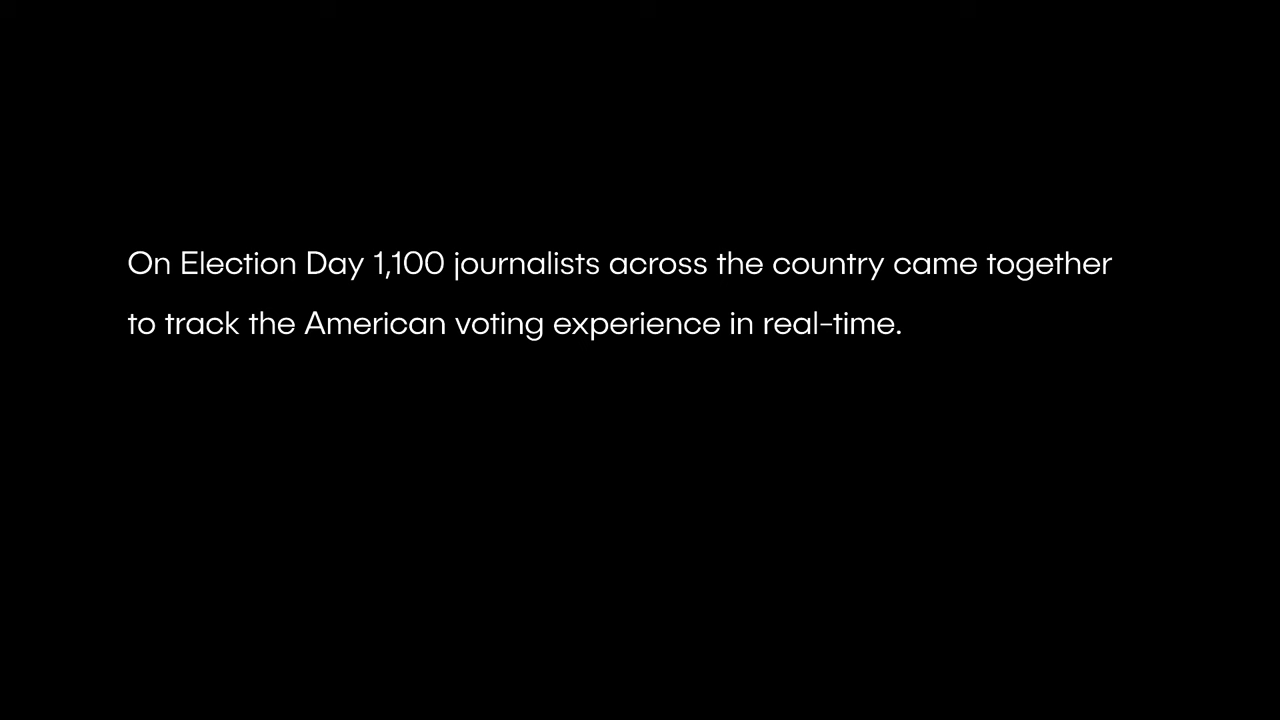 On Election Day 1,100 journalists across the country came together
to track the American voting experience in real-time.